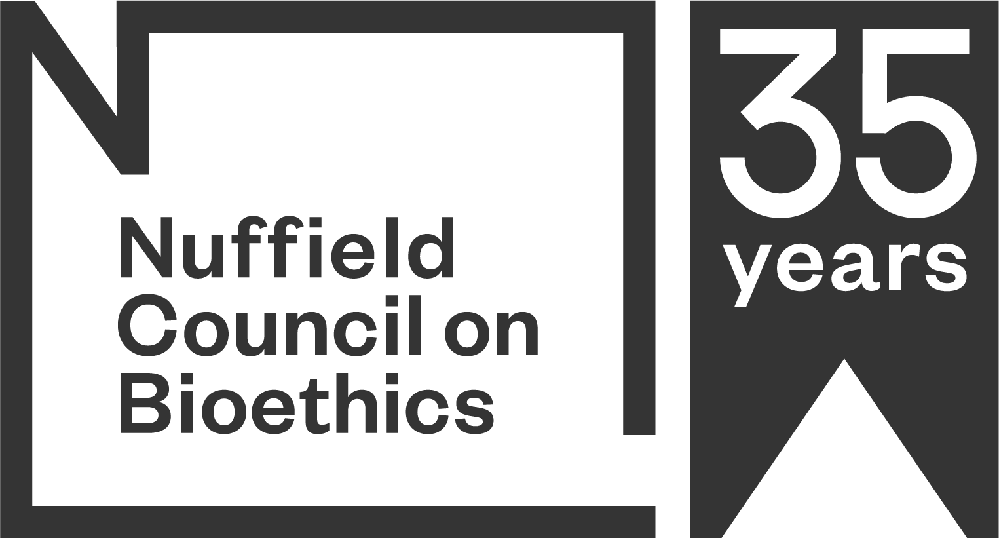 Nuffield
Council on
Bioethics
35
years